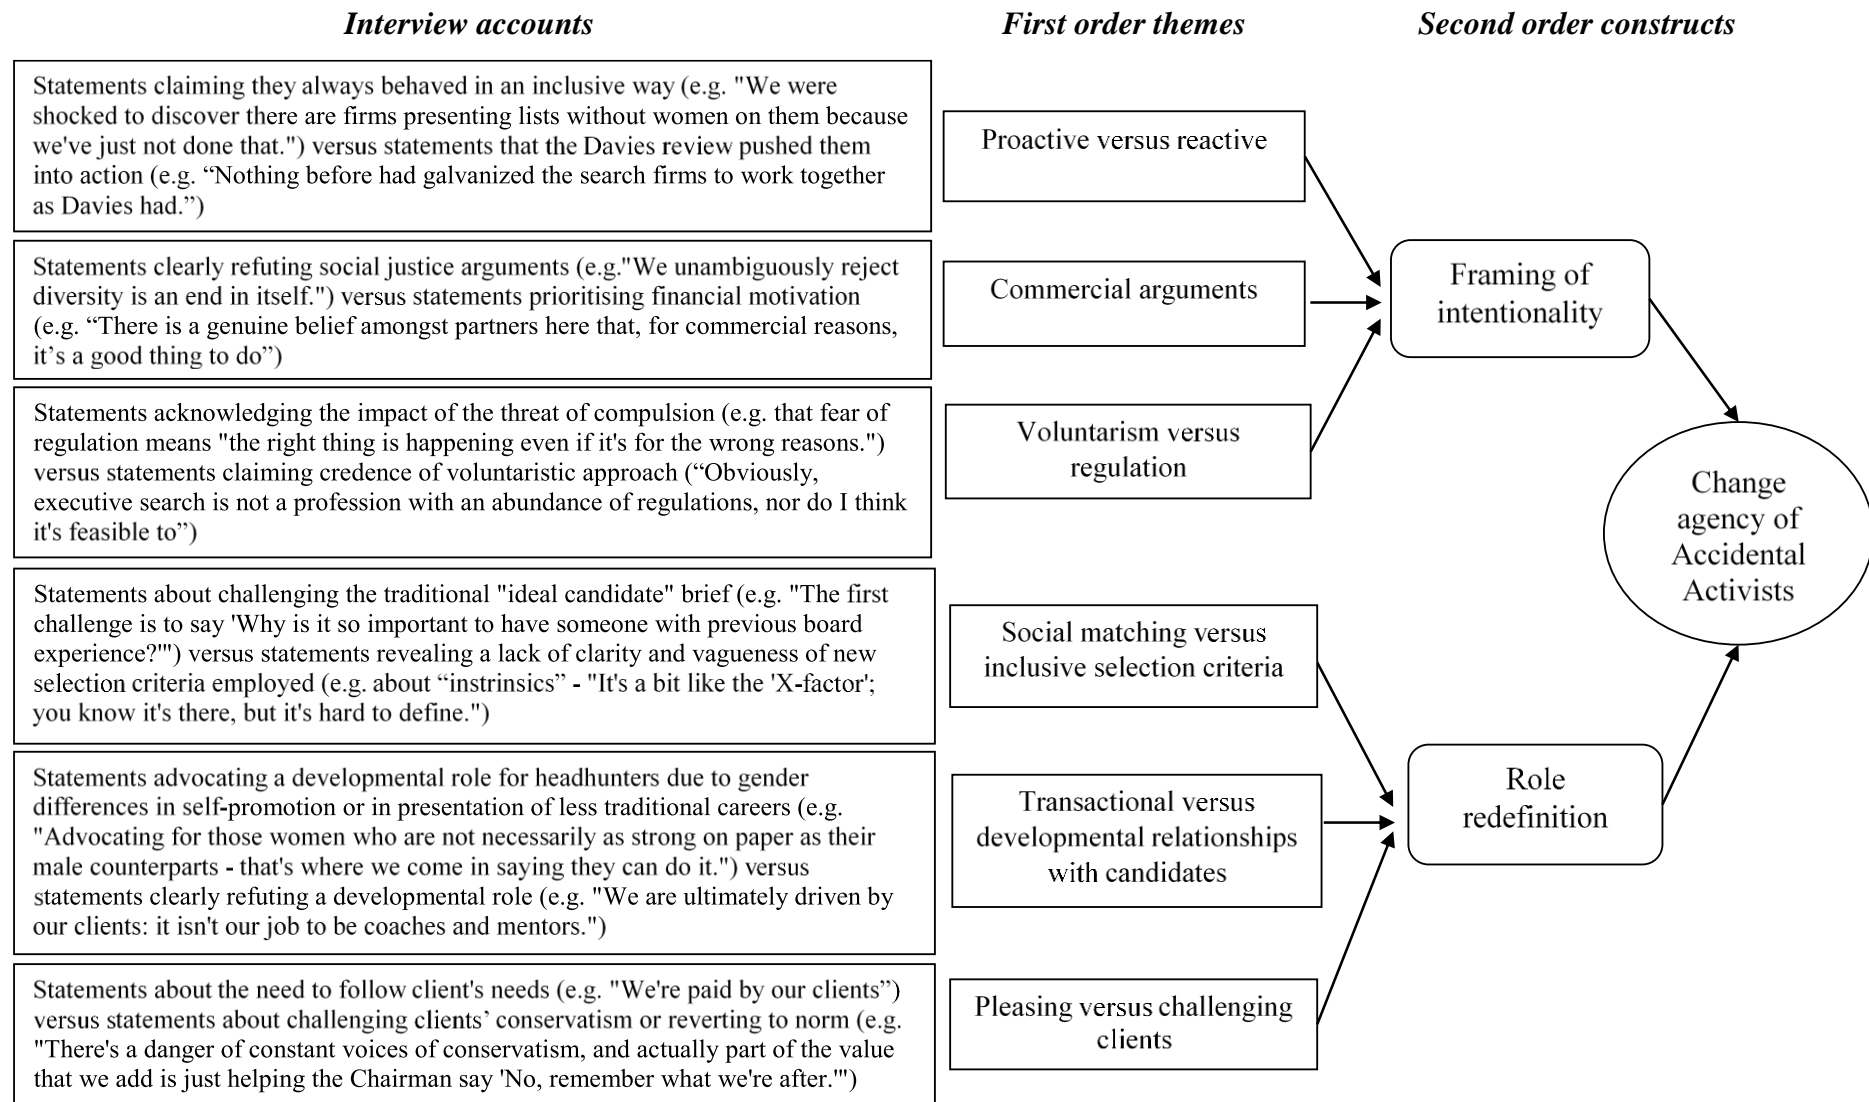 Interview accounts
First order themes
Second order constructs
Statements claiming they always behaved in an inclusive way (e.g. "We were
shocked to discover there are firms presenting lists without women on them because
we've just not done that.") versus statements that the Davies review pushed them
into action (e.g. “Nothing before had galvanized the search firms to work together
as Davies had.”)
Proactive versus reactive
Statements clearly refuting social justice arguments (e.g."We unambiguously reject
diversity is an end in itself.") versus statements prioritising financial motivation
(e.g. “There is a genuine belief amongst partners here that, for commercial reasons,
it’s a good thing to do”)
Commercial arguments
Framing of
intentionality
Statements acknowledging the impact of the threat of compulsion (e.g. that fear of
regulation means "the right thing is happening even if it's for the wrong reasons.")
versus statements claiming credence of voluntaristic approach (“Obviously,
executive search is not a profession with an abundance of regulations, nor do I think
it's feasible to”)
Voluntarism versus
regulation
Change
agency of
Accidental
Activists
Statements about challenging the traditional "ideal candidate" brief (e.g. "The first
challenge is to say 'Why is it so important to have someone with previous board
experience?'") versus statements revealing a lack of clarity and vagueness of new
selection criteria employed (e.g. about “instrinsics” - "It's a bit like the 'X-factor';
you know it's there, but it's hard to define.")
Social matching versus
inclusive selection criteria
Statements advocating a developmental role for headhunters due to gender
differences in self-promotion or in presentation of less traditional careers (e.g.
"Advocating for those women who are not necessarily as strong on paper as their
male counterparts - that's where we come in saying they can do it.") versus
statements clearly refuting a developmental role (e.g. "We are ultimately driven by
our clients: it isn't our job to be coaches and mentors.")
Transactional versus
developmental relationships
with candidates
Role
redefinition
Statements about the need to follow client's needs (e.g. "We're paid by our clients”)
versus statements about challenging clients’ conservatism or reverting to norm (e.g.
"There's a danger of constant voices of conservatism, and actually part of the value
that we add is just helping the Chairman say 'No, remember what we're after.'")
Pleasing versus challenging
clients